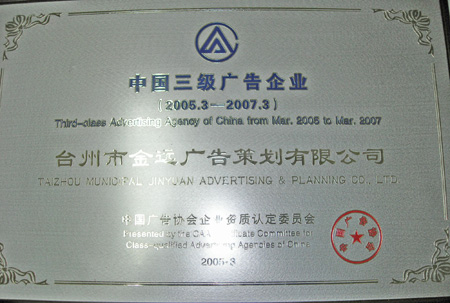 中国三级广告企业
(2005.3—2007.3)
Third-class Advertising Agency of China from Mar. 2005 to Mar. 2007
台州市金远广告策划有限公司
TAIZHOU MUNICIPAL JINYUAN ADVERTISING & PLANNING CO., LTD
中国广告协会企业资质认定委员会
Presented by the CAA Certificate Committee for
Class-qualified Advertising Agencies of China
2005-3